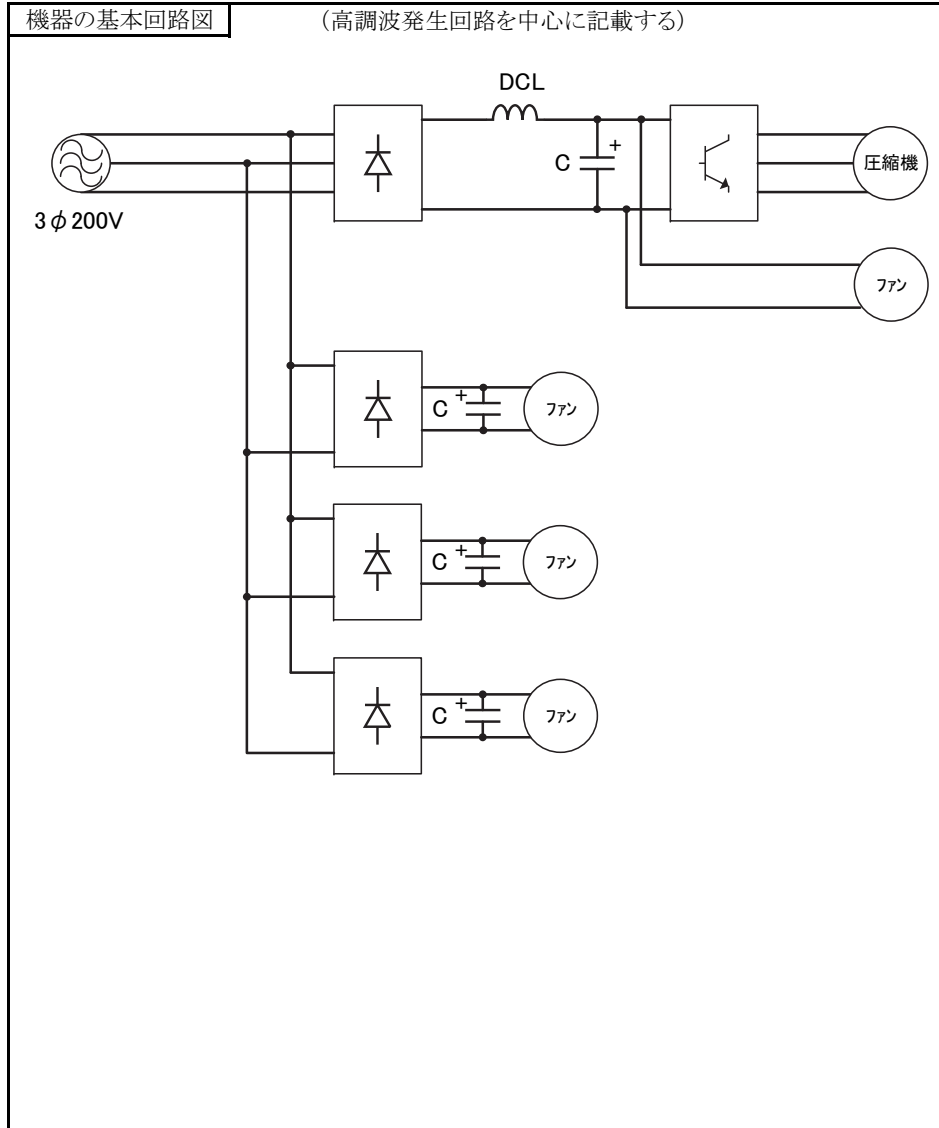 機器の基本回路図 (高調波発生回路を中心に記載する)
DCL
C +
圧縮機
3φ200V
ファン
C + ファン
C + ファン
C + ファン